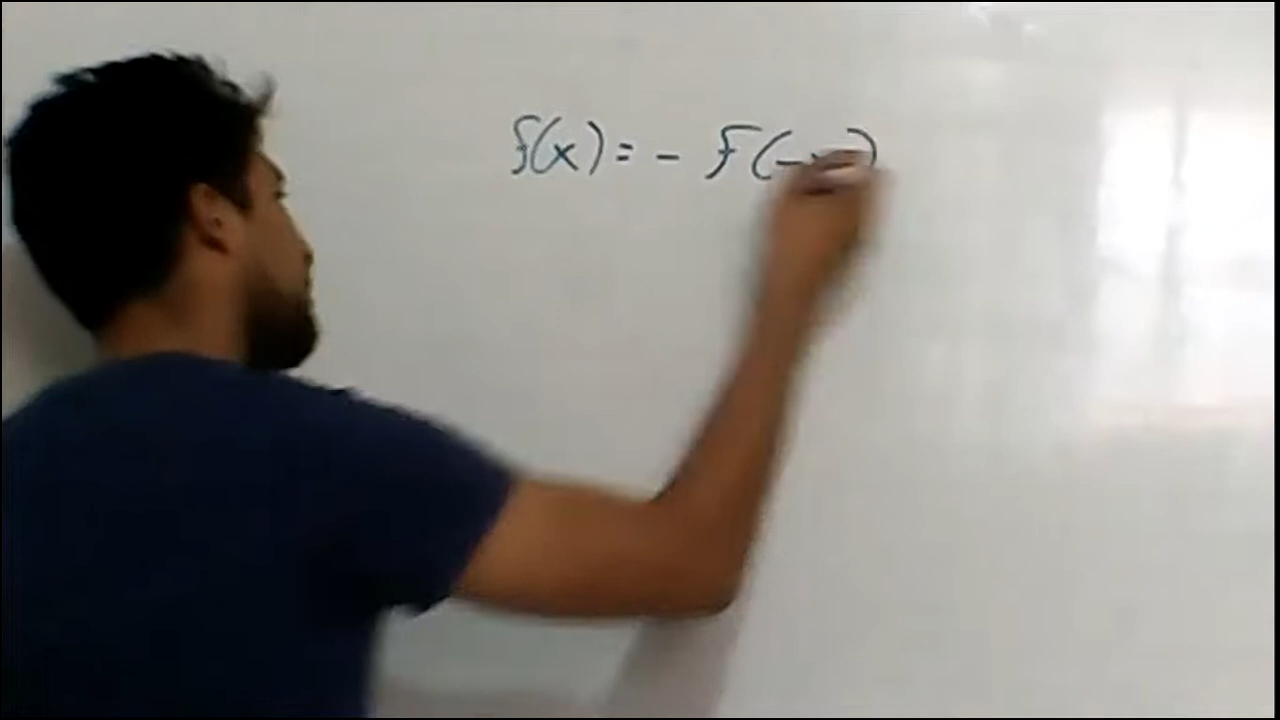 f(x) = - f(-x)